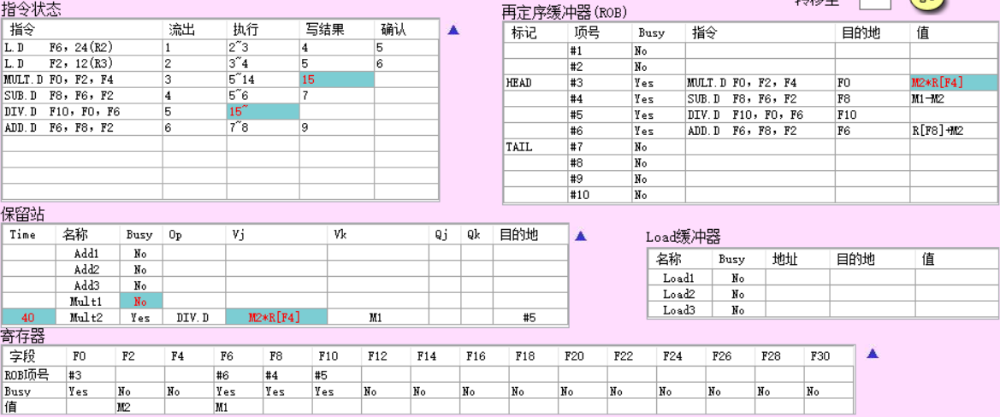 指令状态
指令 流出 执行 写结果 确认
L.D F6, 24(R2) 1 2~3 4 5
L.D F2, 12(R3) 2 3~4 5 6
MULT.D F0, F2, F4 3 5~14 15
SUB.D F8, F6, F2 4 5~6 7
DIV.D F10, F0, F6 5 15~
ADD.D F6, F8, F2 6 7~8 9
再定序缓冲器(ROB)
标记 项号 Busy 指令 目的地 值
#1 No
#2 No
HEAD #3 Yes MULT.D F0, F2, F4 F0 M2*R[F4]
#4 Yes SUB.D F8, F6, F2 F8 M1-M2
#5 Yes DIV.D F10, F0, F6 F10
#6 Yes ADD.D F6, F8, F2 F6 R[F8]+M2
TAIL #7 No
#8 No
#9 No
#10 No
保留站
Time 名称 Busy Op Vj Vk Qj Qk 目的地
Add1 No
Add2 No
Add3 No
Mult1 No
40 Mult2 Yes DIV.D M2*R[F4] M1 #5
Load缓冲器
名称 Busy 地址 目的地 值
Load1 No
Load2 No
Load3 No
寄存器
字段 F0 F2 F4 F6 F8 F10 F12 F14 F16 F18 F20 F22 F24 F26 F28 F30
ROB项号 #3 #6 #4 #5
Busy Yes No No Yes Yes Yes No No No No No No No No No No
值 M2 M1